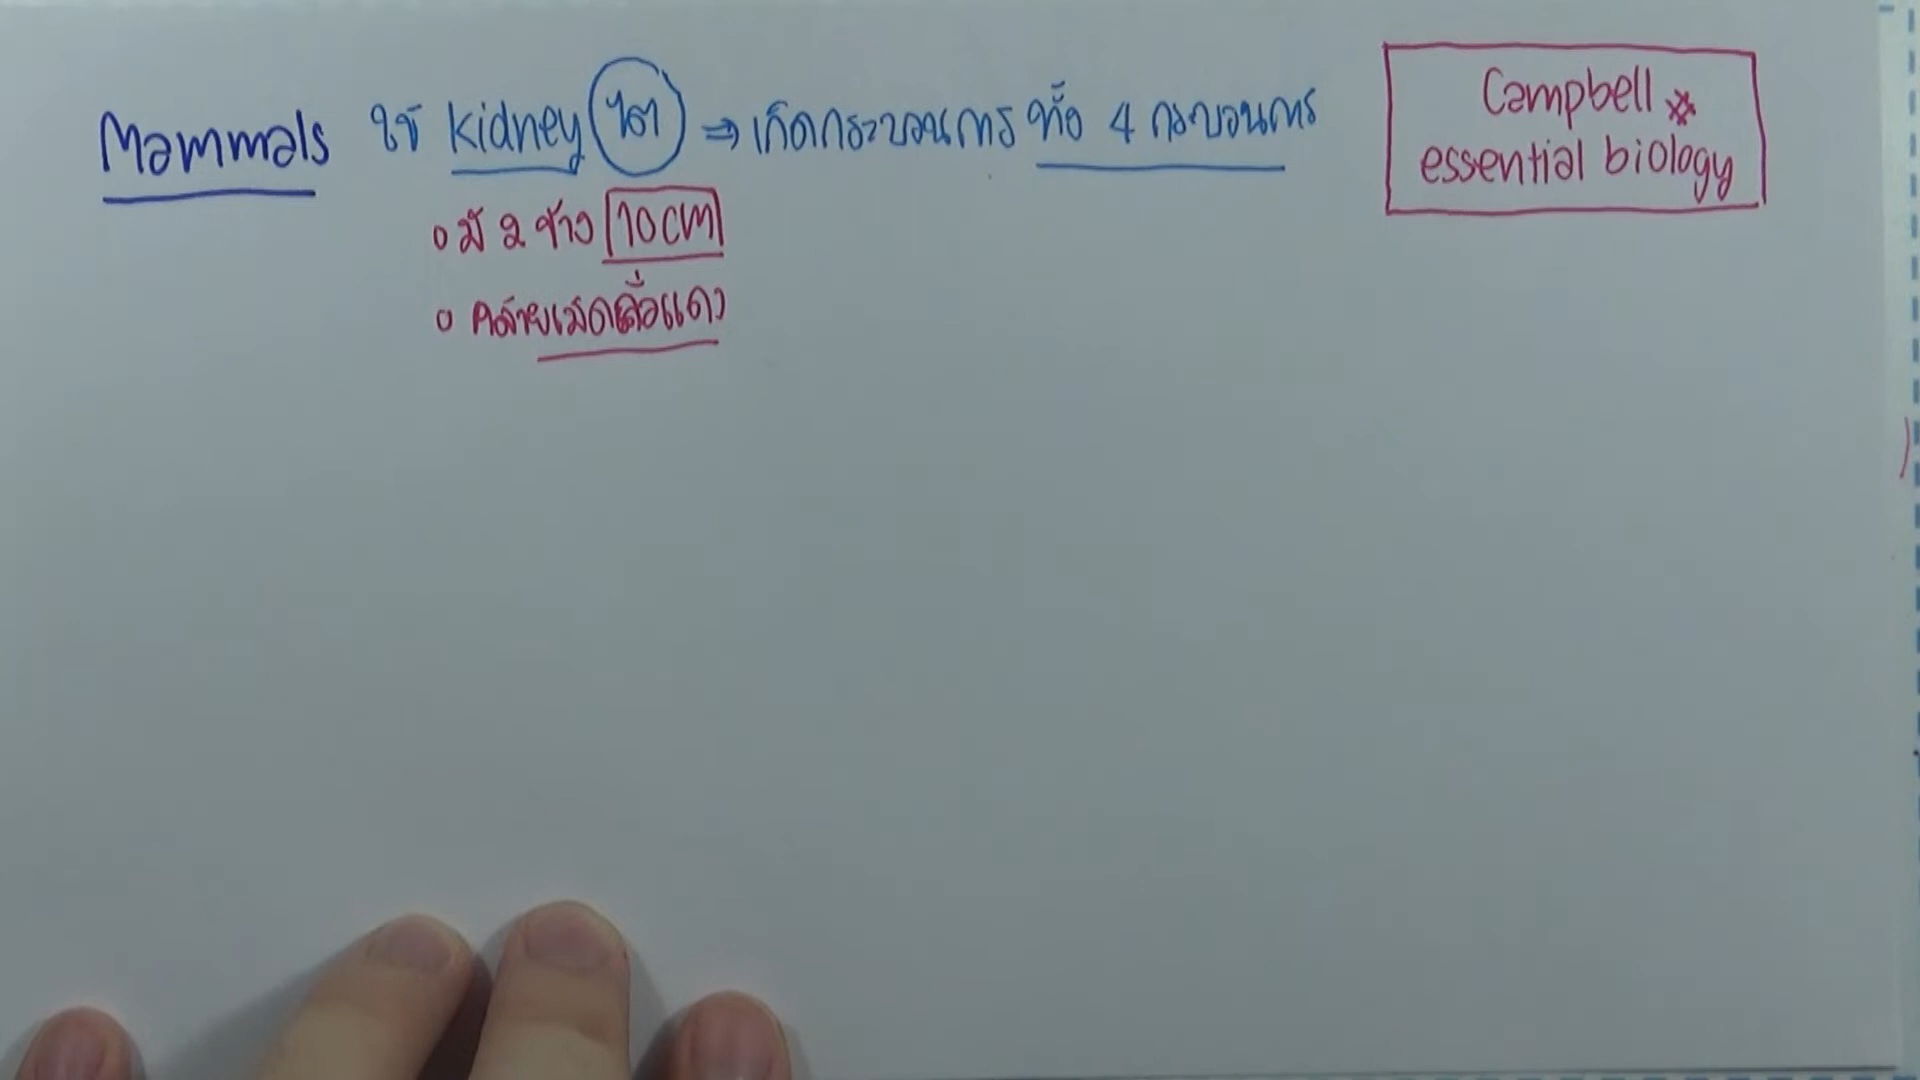 Mammals ใช้ kidney ไต ⇒ เกิดกระบวนการ ทั้ง 4 กระบวนการ
Campbell *
essential biology
๐ มี 2 ข้าง 10 cm
๐ คล้ายเม็ดถั่วแดง